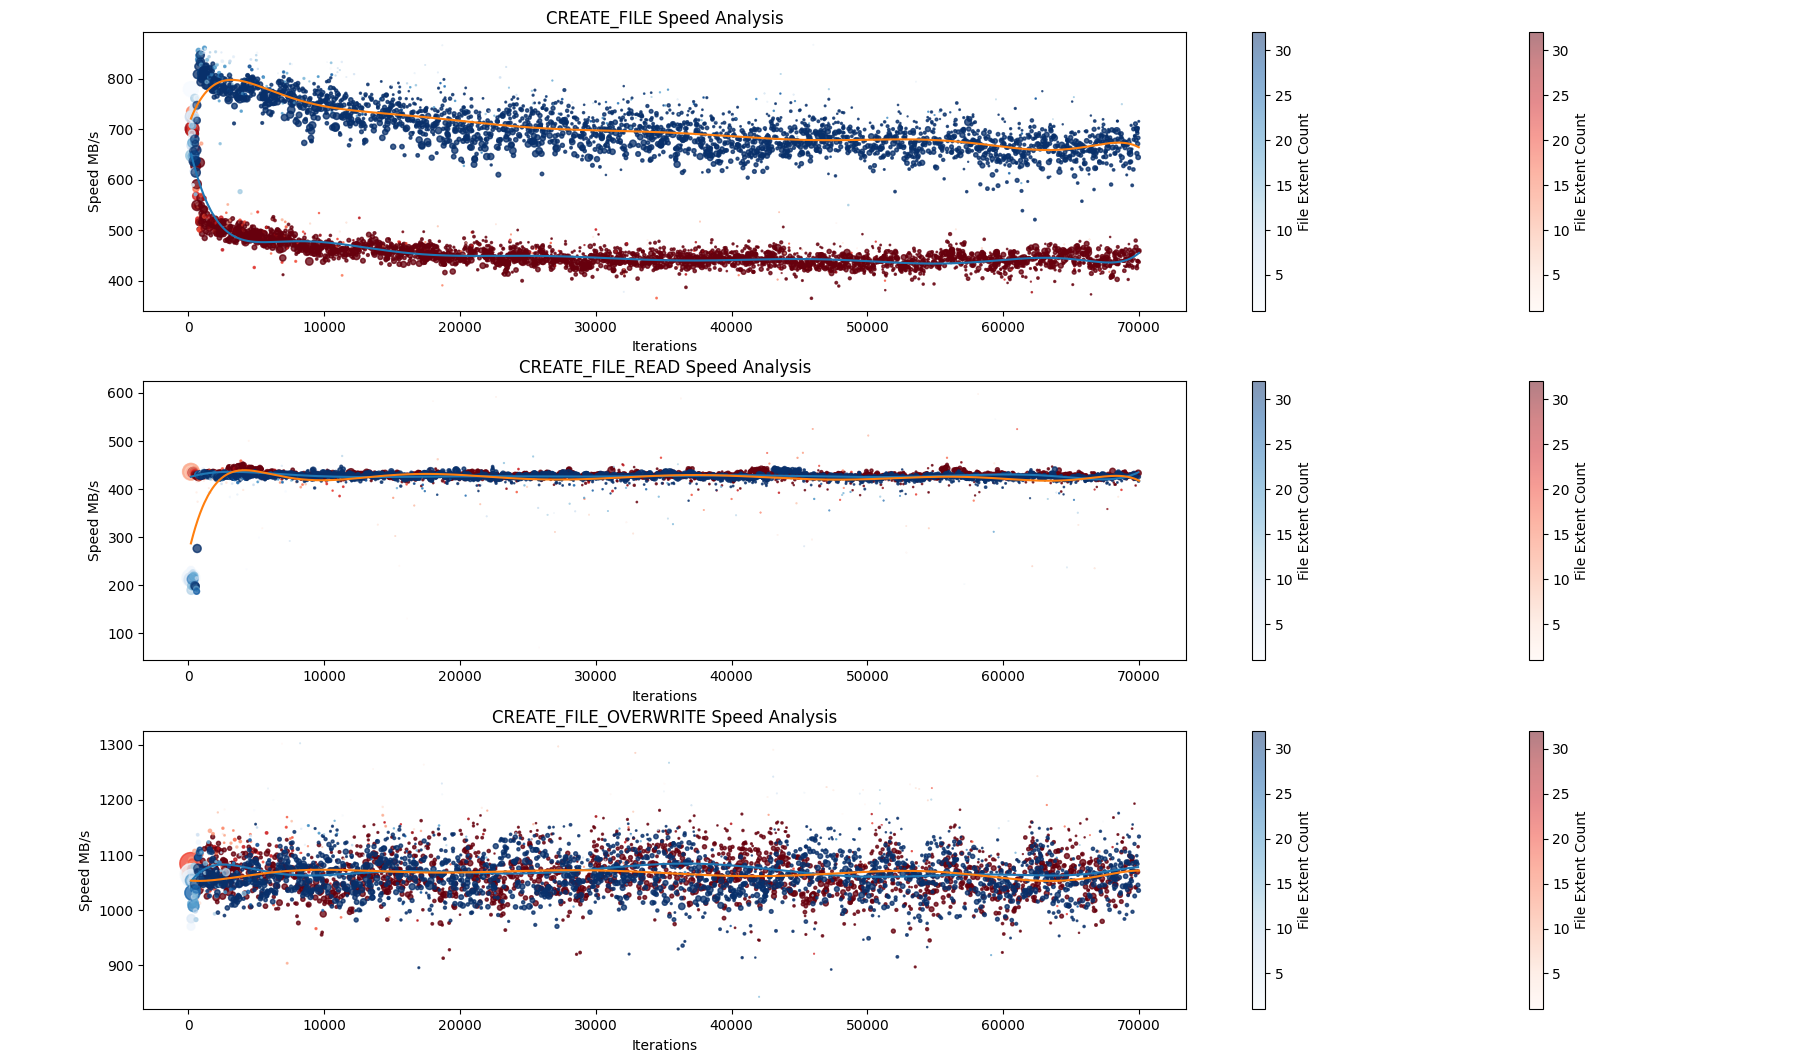 CREATE_FILE Speed Analysis
800
700
600
500
400
Speed MB/s
0 10000 20000 30000 40000 50000 60000 70000
Iterations
30
25
20
15
10
5
File Extent Count
30
25
20
15
10
5
File Extent Count
CREATE_FILE_READ Speed Analysis
600
500
400
300
200
100
Speed MB/s
0 10000 20000 30000 40000 50000 60000 70000
Iterations
30
25
20
15
10
5
File Extent Count
30
25
20
15
10
5
File Extent Count
CREATE_FILE_OVERWRITE Speed Analysis
1300
1200
1100
1000
900
Speed MB/s
0 10000 20000 30000 40000 50000 60000 70000
Iterations
30
25
20
15
10
5
File Extent Count
30
25
20
15
10
5
File Extent Count